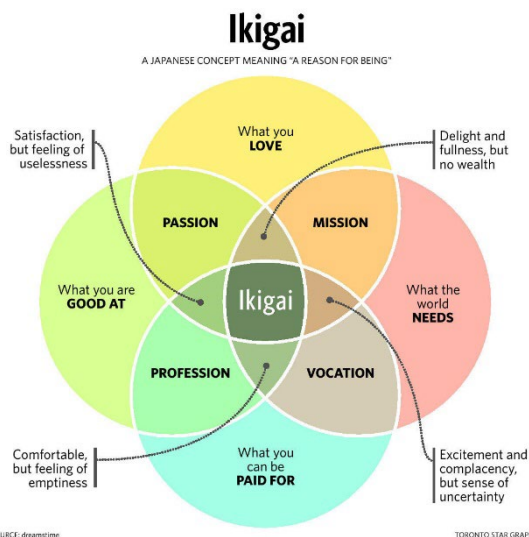 Ikigai
A JAPANESE CONCEPT MEANING "A REASON FOR BEING"
Satisfaction,
but feeling of
uselessness
What you
LOVE
Delight and
fullness, but
no wealth
PASSION
MISSION
What you are
GOOD AT
Ikigai
What the
world
NEEDS
PROFESSION
VOCATION
Comfortable,
but feeling of
emptiness
What you
can be
PAID FOR
Excitement and
complacency,
but sense of
uncertainty
URCE: dreamstime
TORONTO STAR GRAP